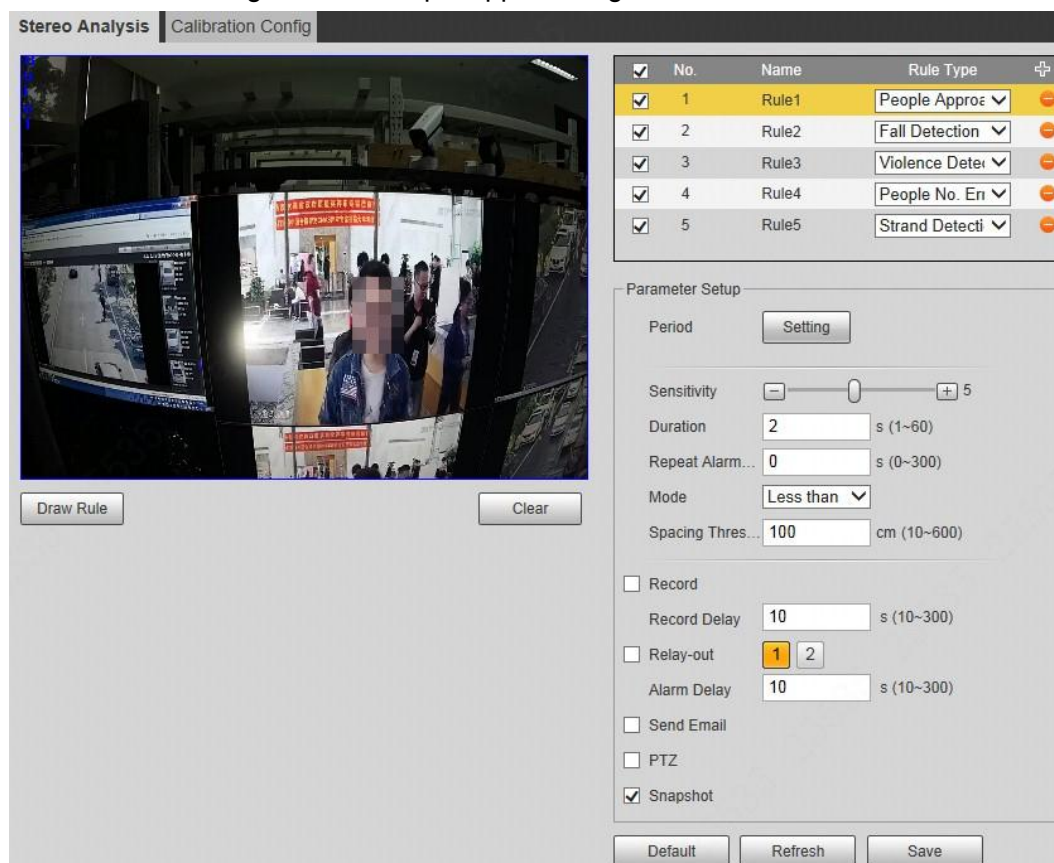 Stereo Analysis Calibration Config
No. Name Rule Type
1 Rule1 People Approa
2 Rule2 Fall Detection
3 Rule3 Violence Detec
4 Rule4 People No. Err
5 Rule5 Strand Detecti
Parameter Setup
Period Setting
Sensitivity 5
Duration 2 s (1~60)
Repeat Alarm... 0 s (0~300)
Mode Less than
Spacing Thres... 100 cm (10~600)
Draw Rule Clear
Record
Record Delay 10 s (10~300)
Relay-out 1 2
Alarm Delay 10 s (10~300)
Send Email
PTZ
Snapshot
Default Refresh Save